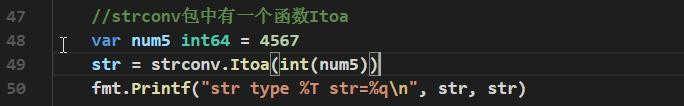 47 //strconv包中有一个函数Itoa
48 var num5 int64 = 4567
49 str = strconv.Itoa(int(num5))
50 fmt.Printf("str type %T str=%q\n", str, str)